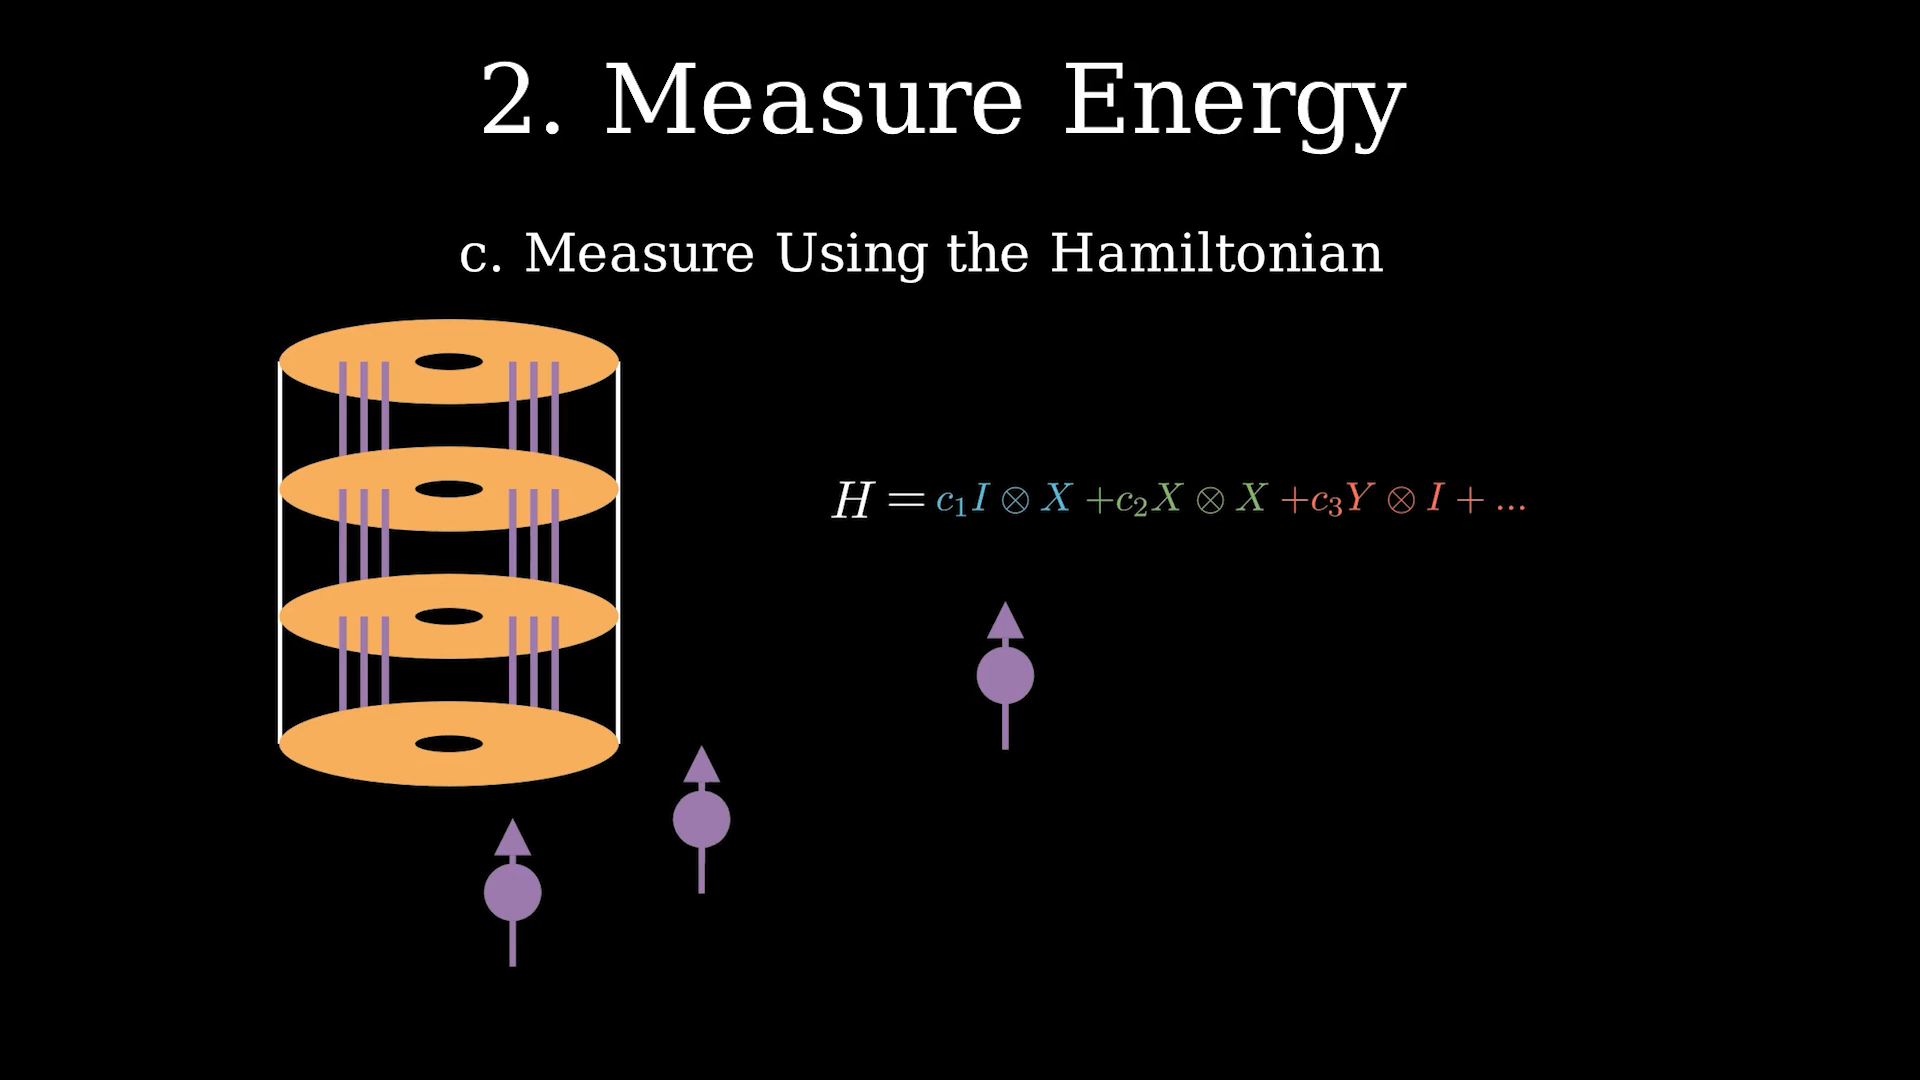 2. Measure Energy
c. Measure Using the Hamiltonian
H = c₁I ⊗ X + c₂X ⊗ X + c₃Y ⊗ I + ...